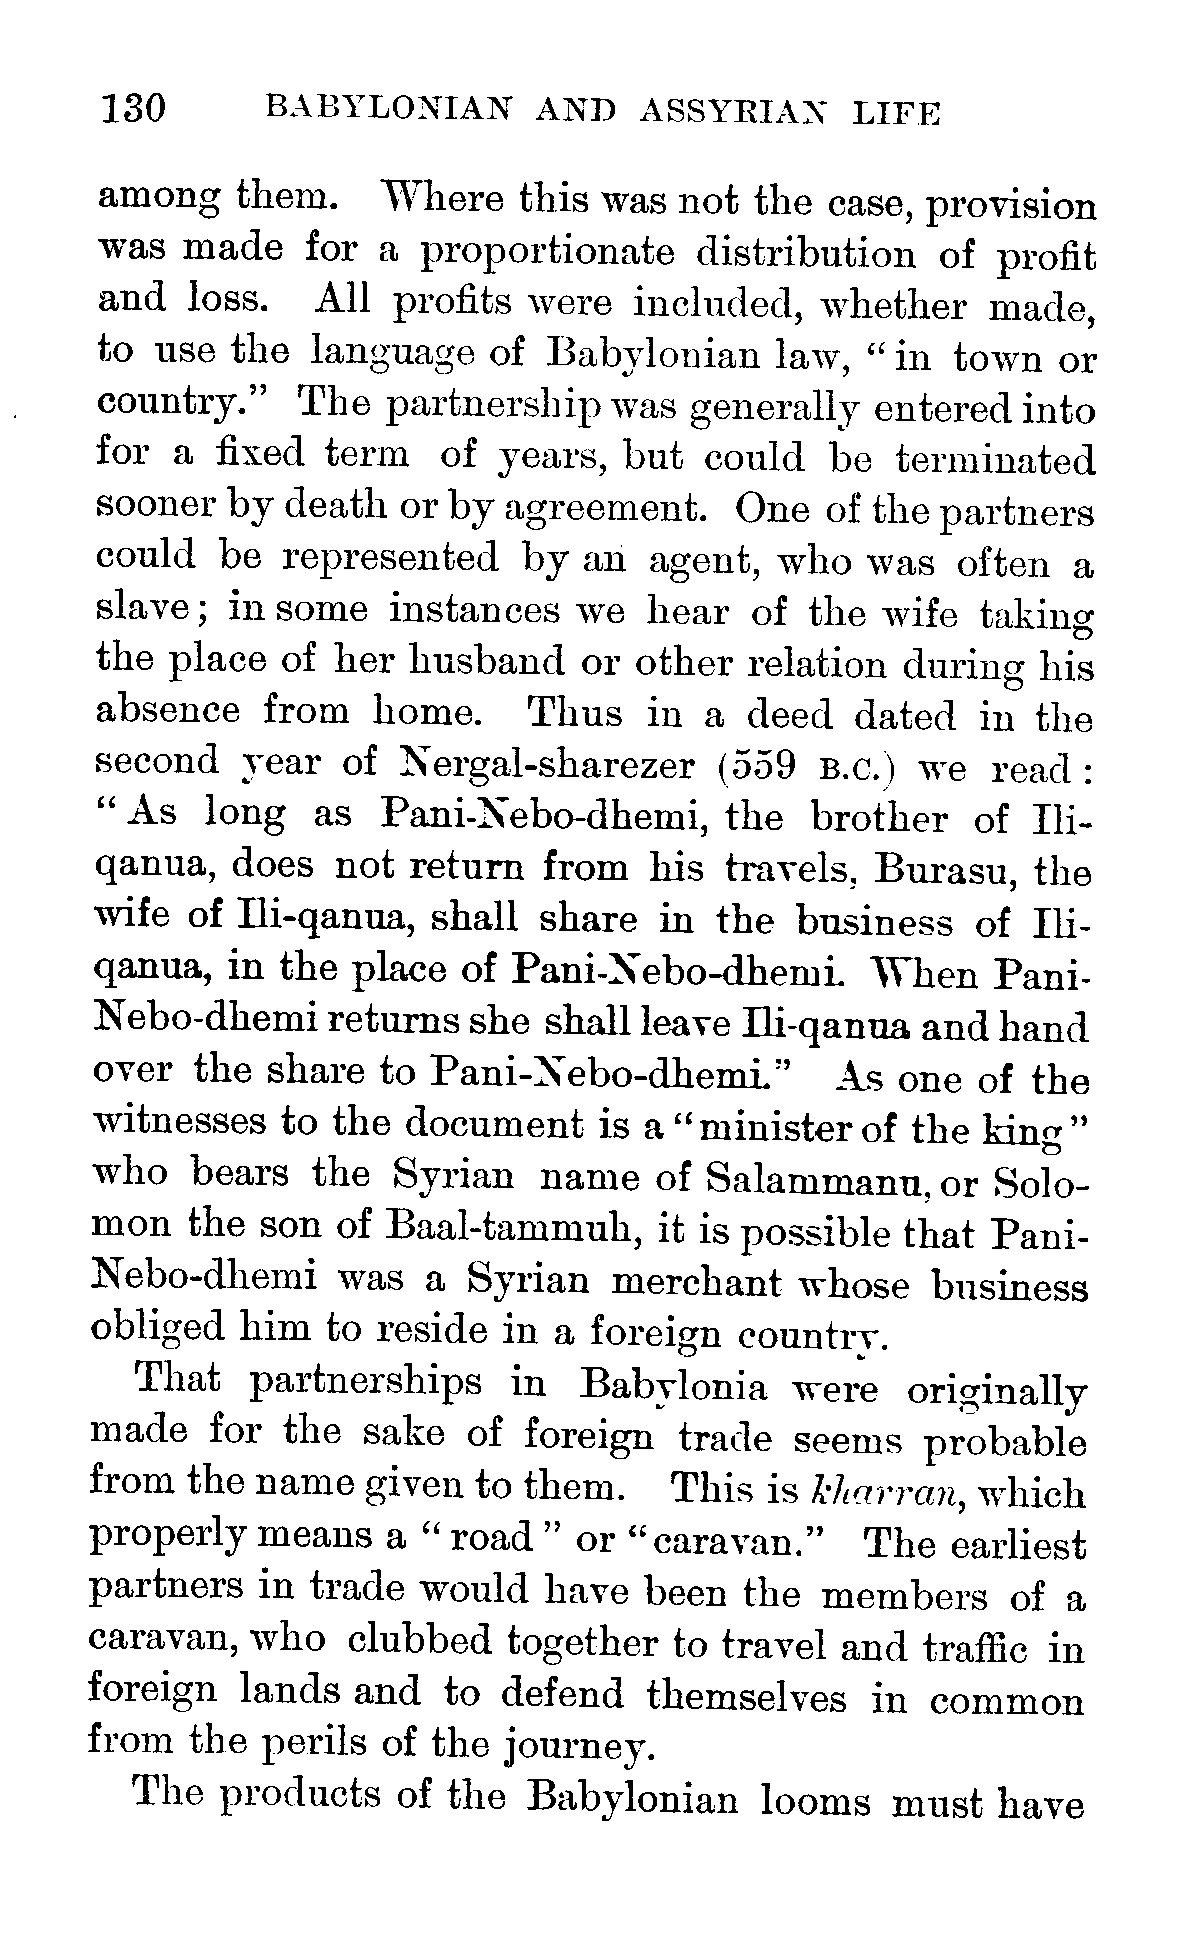 130 BABYLONIAN AND ASSYRIAN LIFE
among them. Where this was not the case, provision
was made for a proportionate distribution of profit
and loss. All profits were included, whether made,
to use the language of Babylonian law, “ in town or
country.” The partnership was generally entered into
for a fixed term of years, but could be terminated
sooner by death or by agreement. One of the partners
could be represented by an agent, who was often a
slave; in some instances we hear of the wife taking
the place of her husband or other relation during his
absence from home. Thus in a deed dated in the
second year of Nergal-sharezer (559 B.C.) we read :
“ As long as Pani-Nebo-dhemi, the brother of Ili-
qanua, does not return from his travels, Burasu, the
wife of Ili-qanua, shall share in the business of Ili-
qanua, in the place of Pani-Nebo-dhemi. When Pani-
Nebo-dhemi returns she shall leave Ili-qanua and hand
over the share to Pani-Nebo-dhemi.” As one of the
witnesses to the document is a “minister of the king”
who bears the Syrian name of Salammanu, or Solo-
mon the son of Baal-tammuh, it is possible that Pani-
Nebo-dhemi was a Syrian merchant whose business
obliged him to reside in a foreign country.
That partnerships in Babylonia were originally
made for the sake of foreign trade seems probable
from the name given to them. This is kharran, which
properly means a “ road ” or “caravan.” The earliest
partners in trade would have been the members of a
caravan, who clubbed together to travel and traffic in
foreign lands and to defend themselves in common
from the perils of the journey.
The products of the Babylonian looms must have